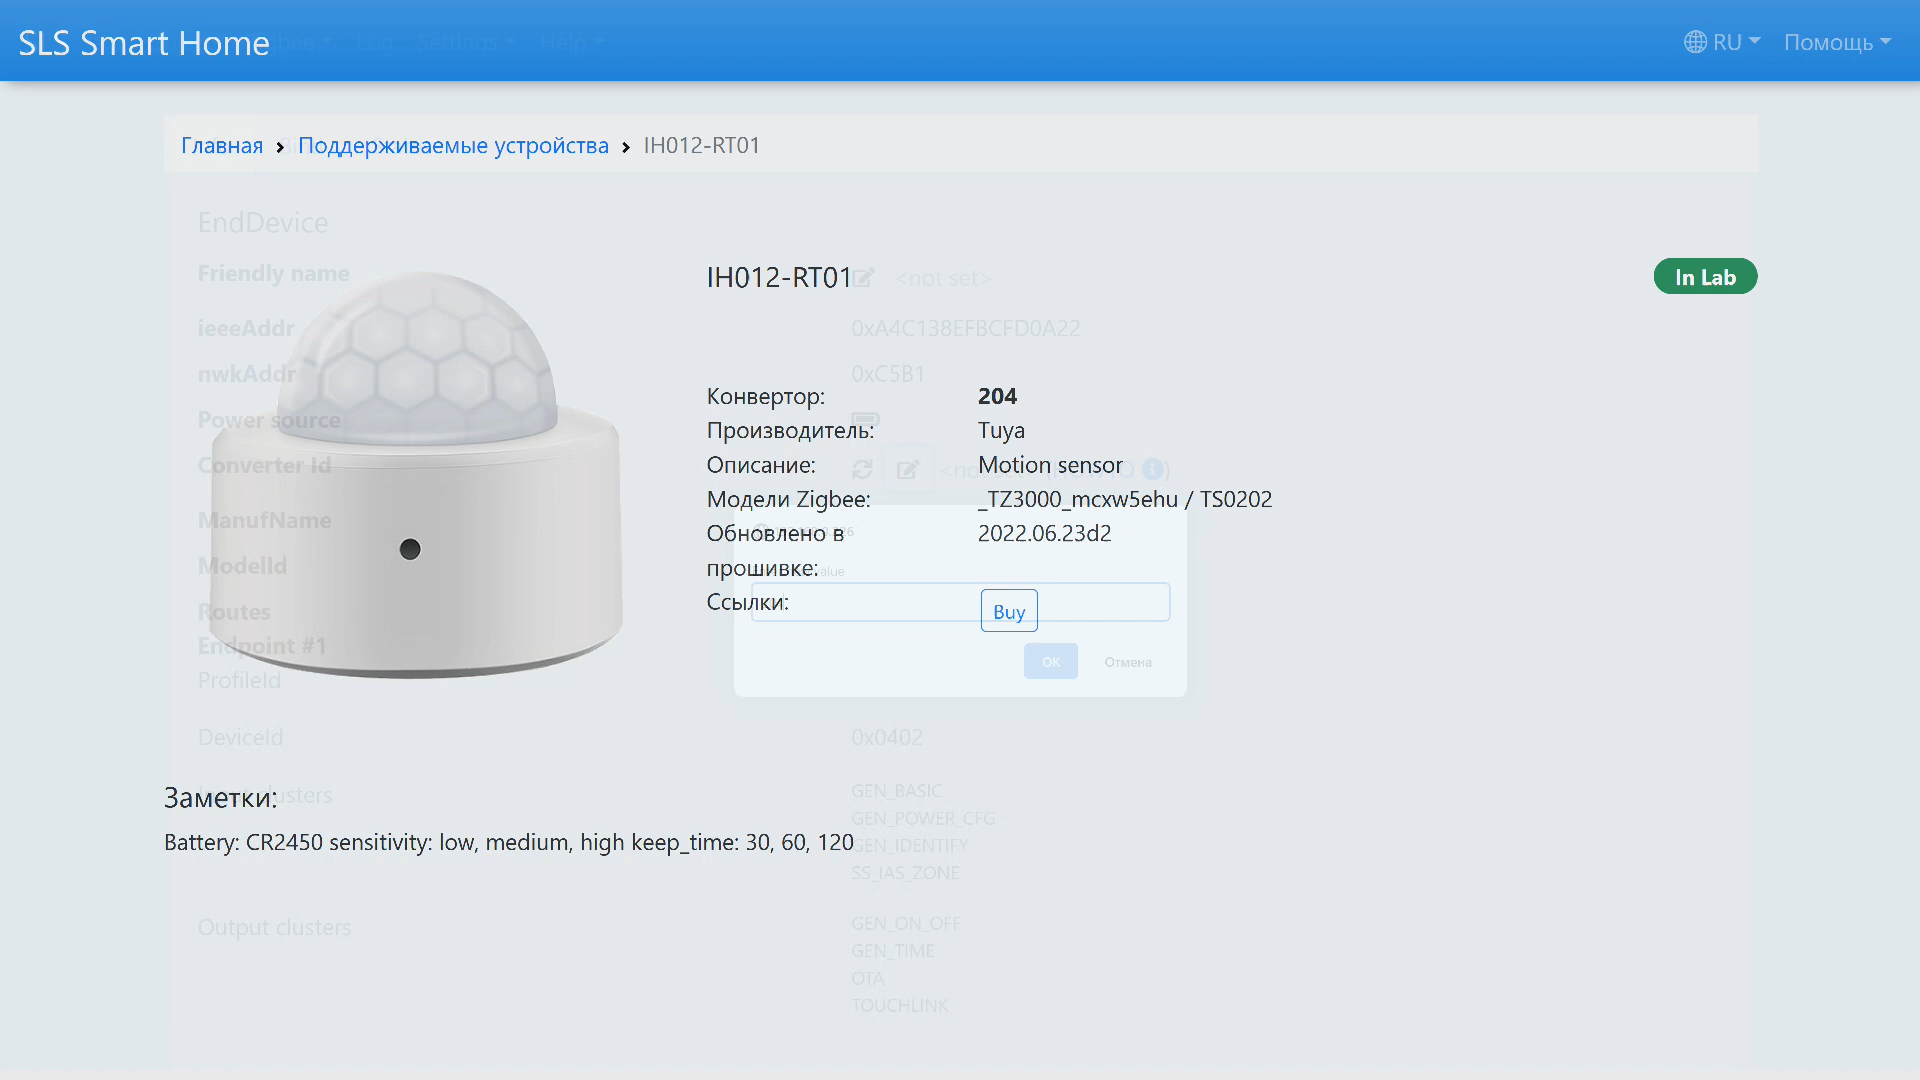 SLS Smart Home
Settings
Help
RU
Помощь
Главная
Поддерживаемые устройства
IH012-RT01
EndDevice
Friendly name
IH012-RT01
<not set>
In Lab
ieeeAddr
0xA4C138EFBCFD0A22
nwkAddr
0xC5B1
Конвертор:
204
Power source
Производитель:
Tuya
Converter Id
Описание:
Motion sensor
Модели Zigbee:
_TZ3000_mcxw5ehu / TS0202
ManufName
Обновлено в
2022.06.23d2
ModelId
прошивке:
value
Routes
Ссылки:
Buy
Endpoint #1
OK
Отмена
ProfileId
DeviceId
0x0402
Заметки:
clusters
GEN_BASIC
GEN_POWER_CFG
Battery: CR2450 sensitivity: low, medium, high keep_time: 30, 60, 120
GEN_IDENTIFY
SS_IAS_ZONE
Output clusters
GEN_ON_OFF
GEN_TIME
OTA
TOUCHLINK